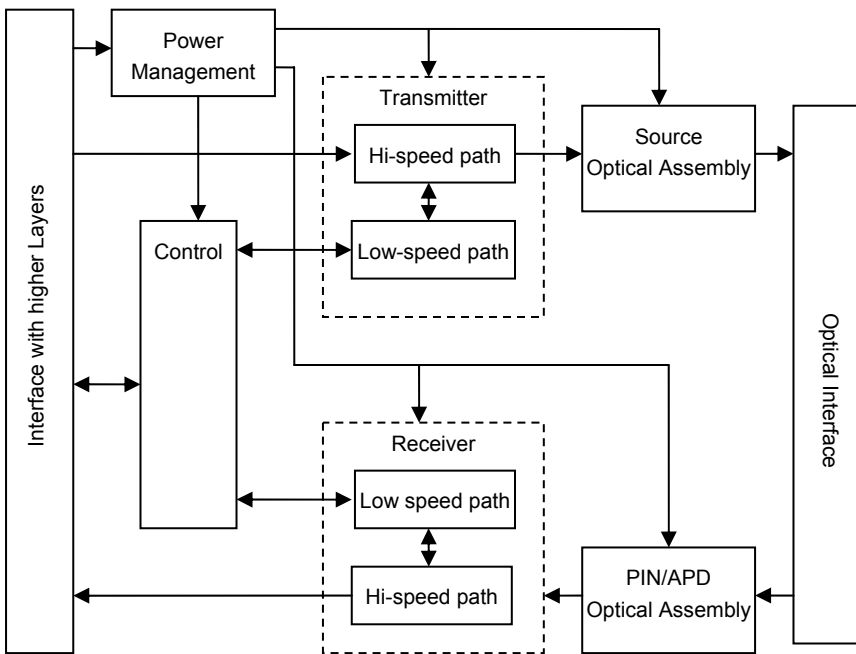 Power
Management
Transmitter
Hi-speed path
Low-speed path
Source
Optical Assembly
Control
Interface with higher Layers
Optical Interface
Receiver
Low speed path
Hi-speed path
PIN/APD
Optical Assembly